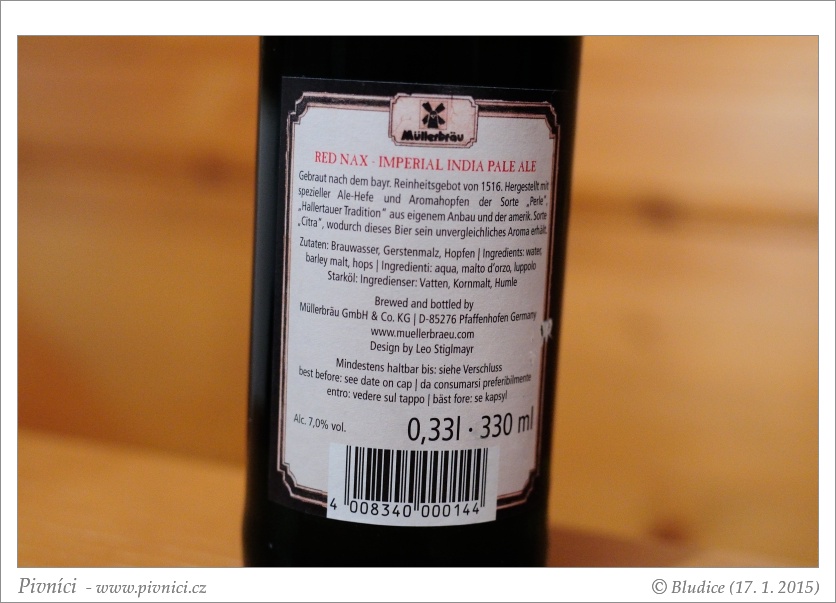 Müllerbräu
RED NAX · IMPERIAL INDIA PALE ALE
Gebraut nach dem bayr. Reinheitsgebot von 1516. Hergestellt mit
spezieller Ale-Hefe und Aromahopfen der Sorte „Perle“,
„Hallertauer Tradition“ aus eigenem Anbau und der amerik. Sorte
„Citra“, wodurch dieses Bier sein unvergleichliches Aroma erhält.
Zutaten: Brauwasser, Gerstenmalz, Hopfen | Ingredients: water,
barley malt, hops | Ingredienti: aqua, malto d'orzo, luppolo
Starköl: Ingredienser: Vatten, Kornmalt, Humle
Brewed and bottled by
Müllerbräu GmbH & Co. KG | D-85276 Pfaffenhofen Germany
www.muellerbraeu.com
Design by Leo Stiglmayr
Mindestens haltbar bis: siehe Verschluss
best before: see date on cap | da consumarsi preferibilmente
entro: vedere sul tappo | bäst fore: se kapsyl
Alc. 7,0% vol.
0,33l · 330 ml
4 008340 000144
Pivníci - www.pivnici.cz
© Bludice (17. 1. 2015)